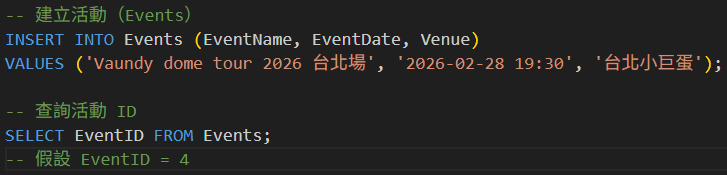 -- 建立活動（Events）
INSERT INTO Events (EventName, EventDate, Venue)
VALUES ('Vaundy dome tour 2026 台北場', '2026-02-28 19:30', '台北小巨蛋');
-- 查詢活動 ID
SELECT EventID FROM Events;
-- 假設 EventID = 4